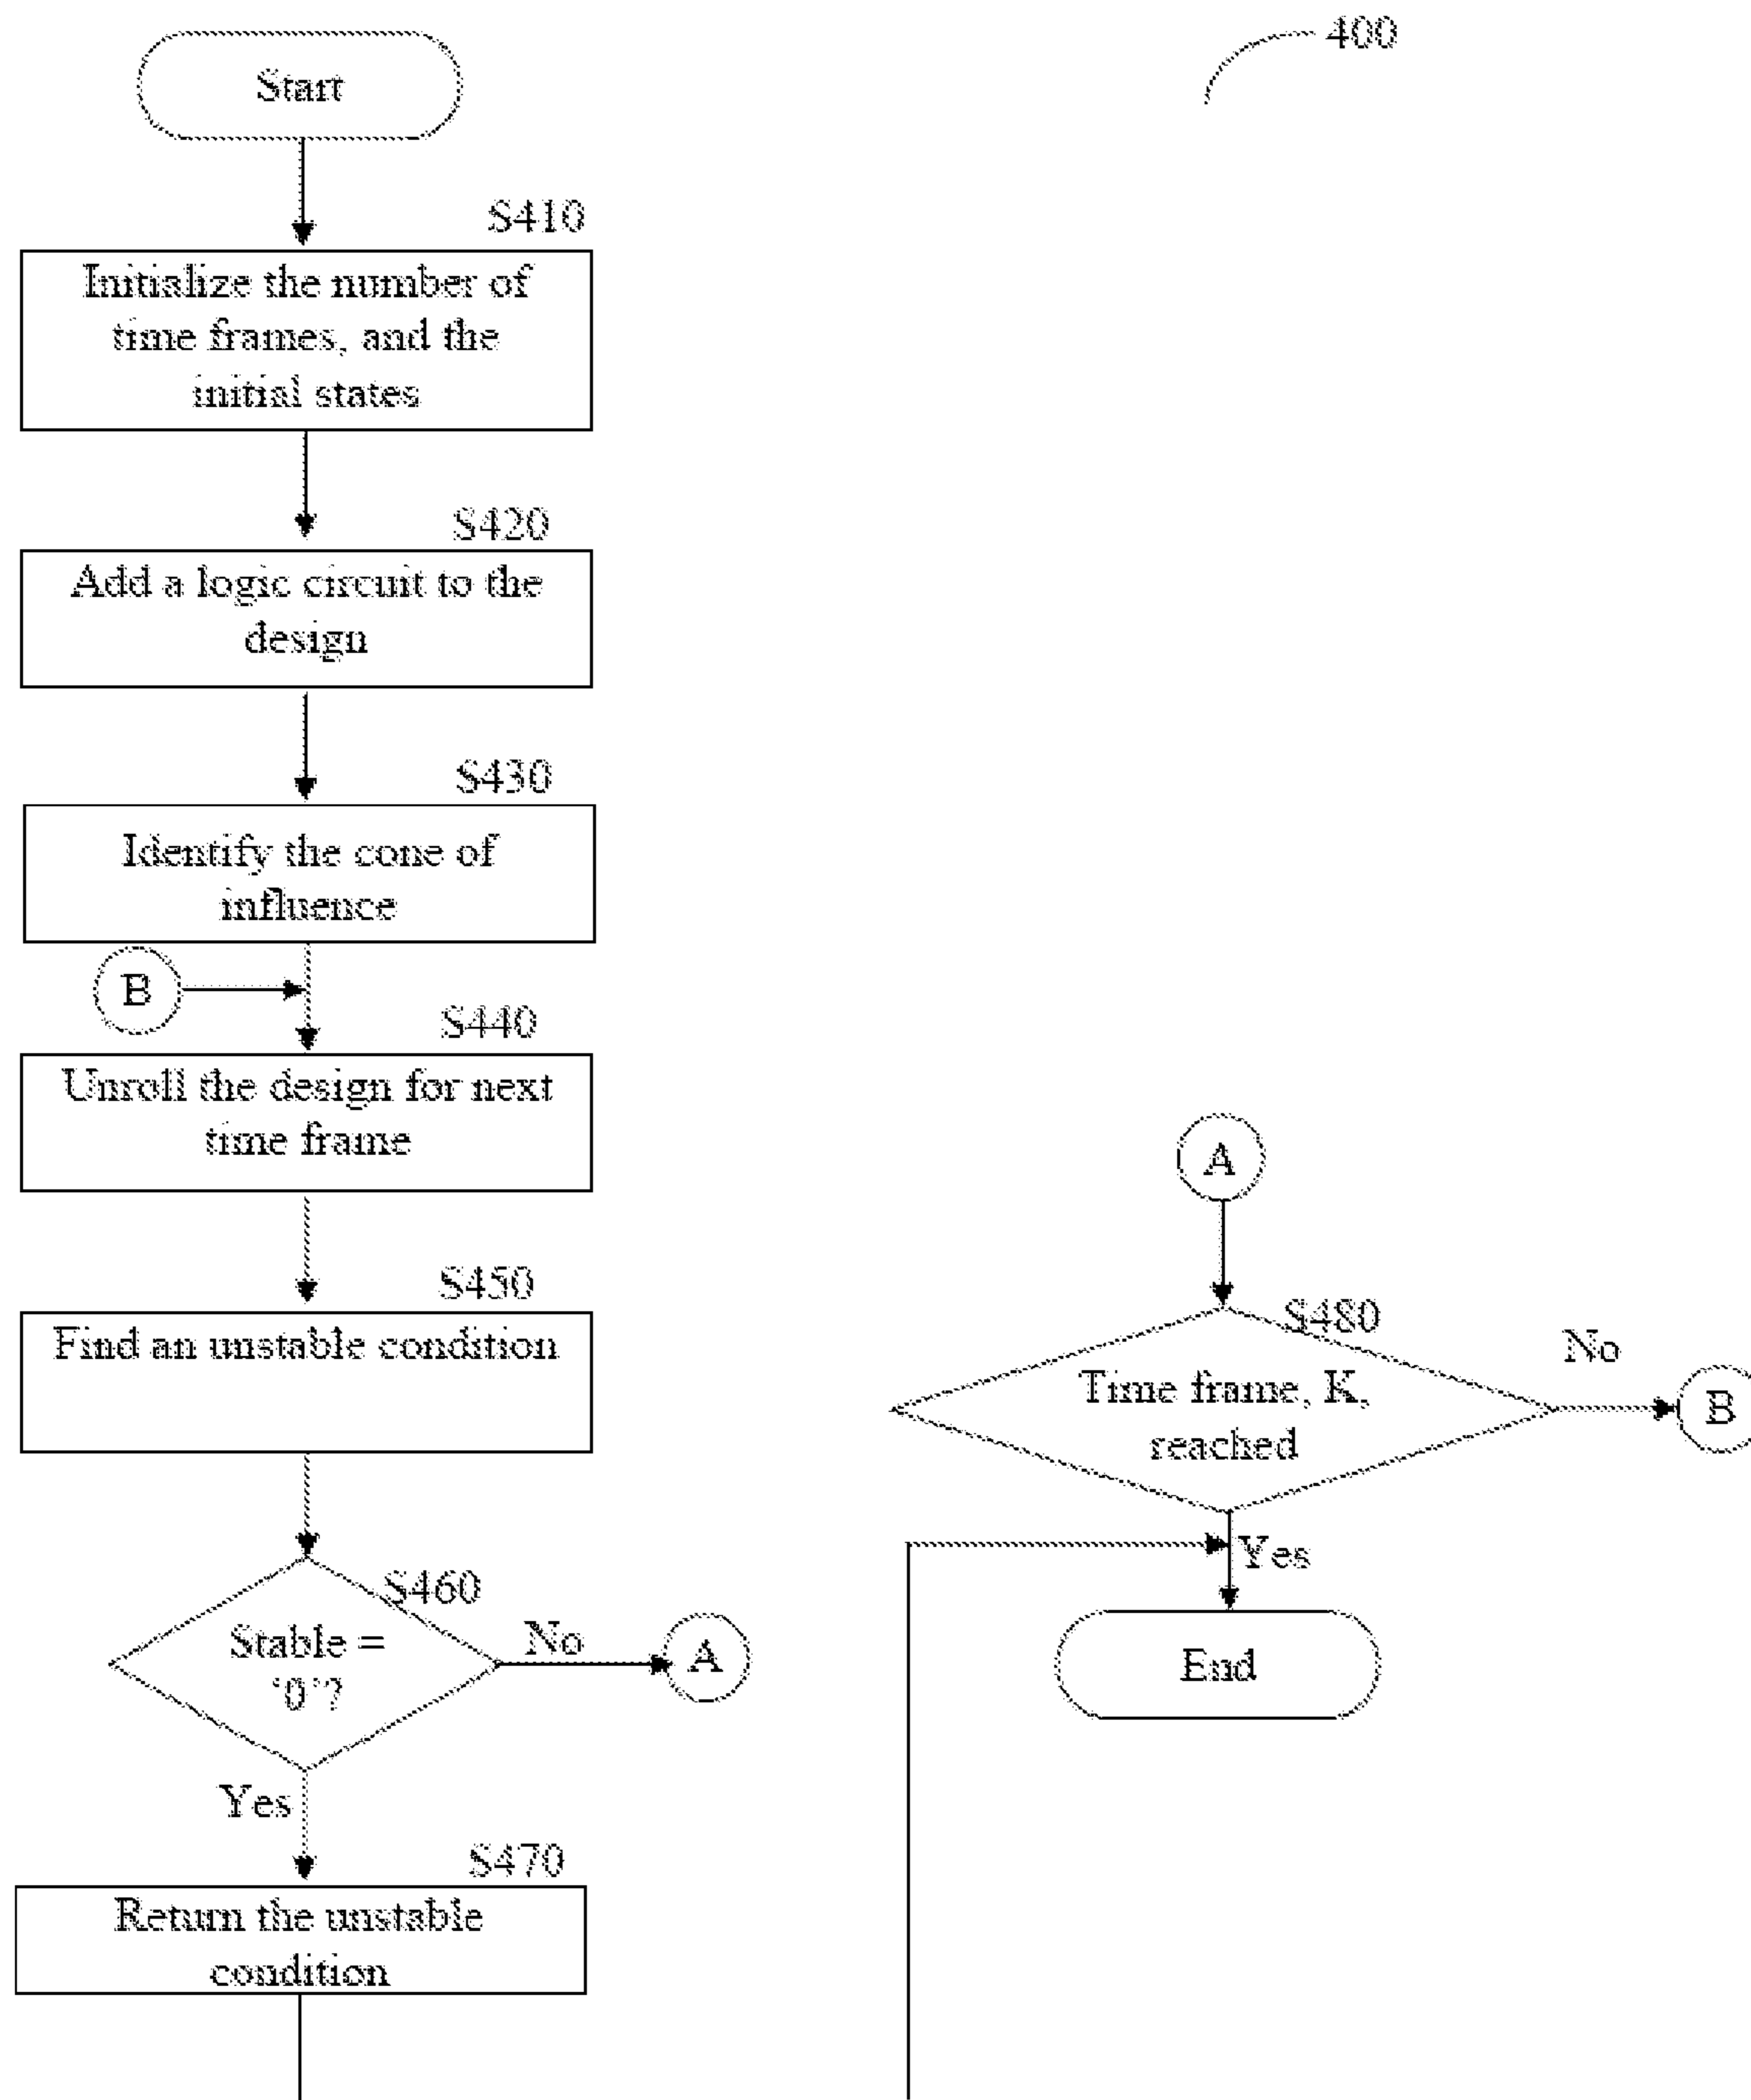 400
Start
S410
Initialize the number of
time frames, and the
initial states
S420
Add a logic circuit to the
design
S430
Identify the cone of
influence
B
S440
Unroll the design for next
time frame
S450
Find an unstable condition
S460
Stable =
‘0’?
No
A
Yes
S470
Return the unstable
condition
A
S480
Time frame, K,
reached
No
B
Yes
End